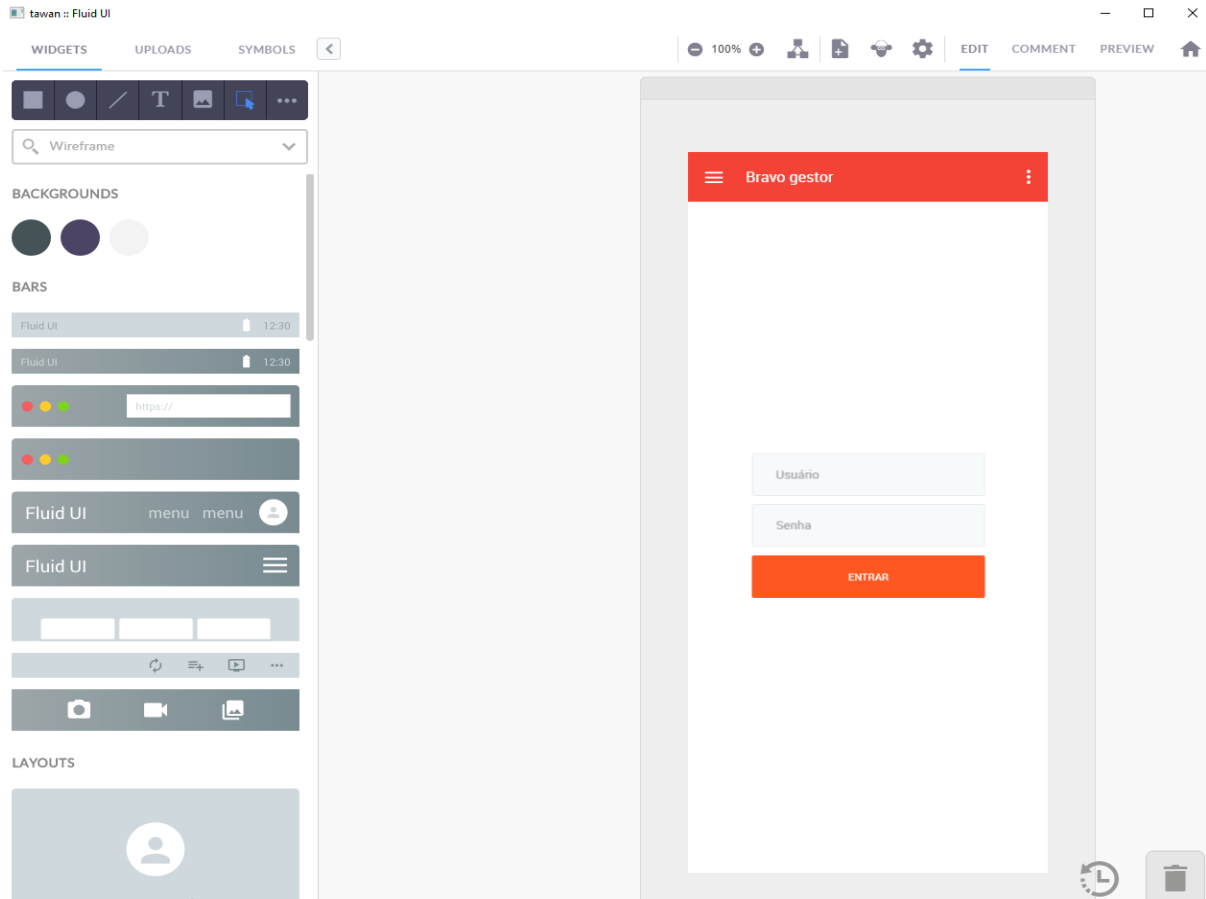 tawan :: Fluid UI
WIDGETS UPLOADS SYMBOLS
100% EDIT COMMENT PREVIEW
T
Wireframe
BACKGROUNDS
BARS
Fluid UI 12:30
Fluid UI 12:30
https://
Fluid UI menu menu
Fluid UI
LAYOUTS
Bravo gestor
Usuário
Senha
ENTRAR